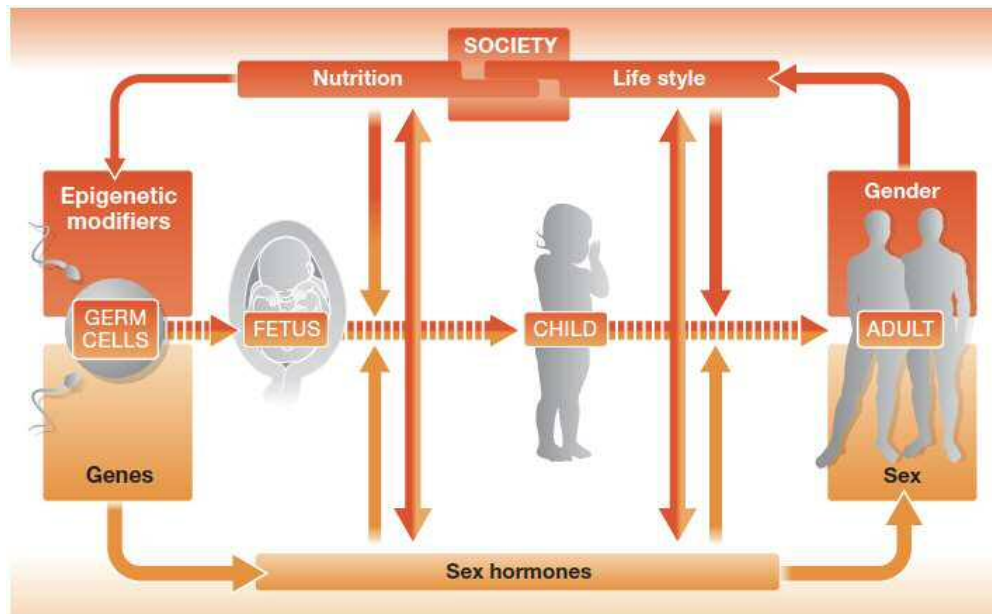 SOCIETY
Nutrition
Life style
Epigenetic
modifiers
Gender
GERM
CELLS
FETUS
CHILD
ADULT
Genes
Sex
Sex hormones